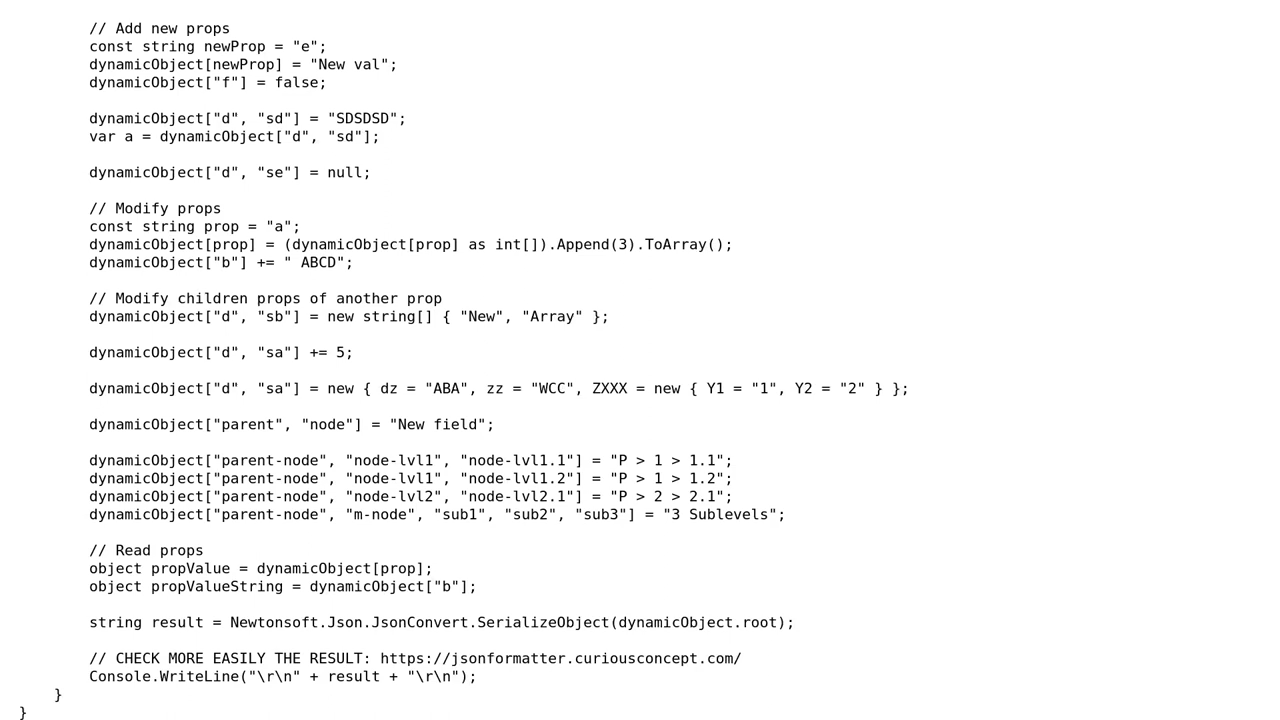 // Add new props
const string newProp = "e";
dynamicObject[newProp] = "New val";
dynamicObject["f"] = false;
dynamicObject["d", "sd"] = "SDSDSD";
var a = dynamicObject["d", "sd"];
dynamicObject["d", "se"] = null;
// Modify props
const string prop = "a";
dynamicObject[prop] = (dynamicObject[prop] as int[]).Append(3).ToArray();
dynamicObject["b"] += " ABCD";
// Modify children props of another prop
dynamicObject["d", "sb"] = new string[] { "New", "Array" };
dynamicObject["d", "sa"] += 5;
dynamicObject["d", "sa"] = new { dz = "ABA", zz = "WCC", ZXXX = new { Y1 = "1", Y2 = "2" } };
dynamicObject["parent", "node"] = "New field";
dynamicObject["parent-node", "node-lvl1", "node-lvl1.1"] = "P > 1 > 1.1";
dynamicObject["parent-node", "node-lvl1", "node-lvl1.2"] = "P > 1 > 1.2";
dynamicObject["parent-node", "node-lvl2", "node-lvl2.1"] = "P > 2 > 2.1";
dynamicObject["parent-node", "m-node", "sub1", "sub2", "sub3"] = "3 Sublevels";
// Read props
object propValue = dynamicObject[prop];
object propValueString = dynamicObject["b"];
string result = Newtonsoft.Json.JsonConvert.SerializeObject(dynamicObject.root);
// CHECK MORE EASILY THE RESULT: https://jsonformatter.curiousconcept.com/
Console.WriteLine("\r\n" + result + "\r\n");
}
}